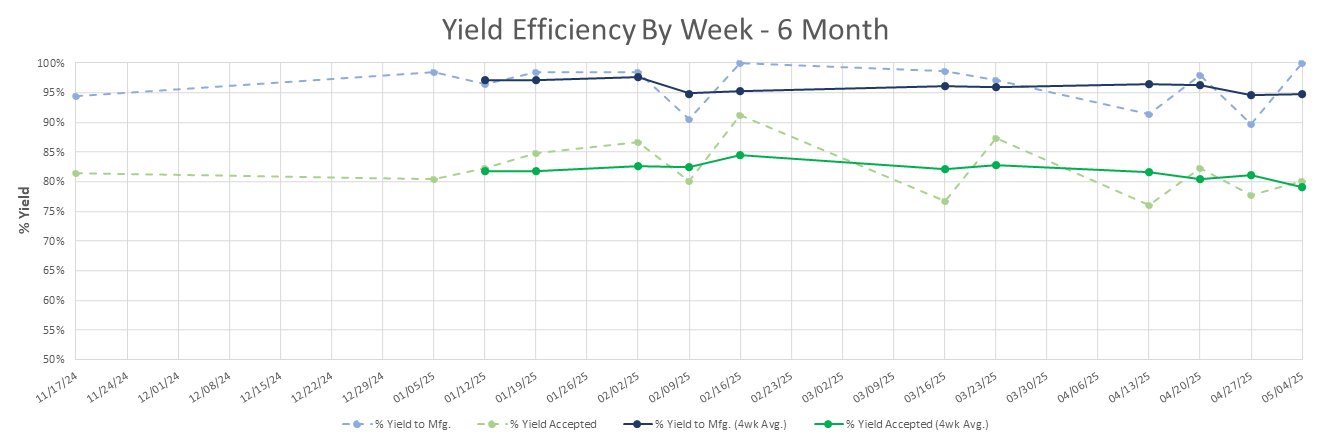 Yield Efficiency By Week - 6 Month
% Yield
100%
95%
90%
85%
80%
75%
70%
65%
60%
55%
50%
11/17/24 11/24/24 12/01/24 12/08/24 12/15/24 12/22/24 12/29/24 01/05/25 01/12/25 01/19/25 01/26/25 02/02/25 02/09/25 02/16/25 02/23/25 03/02/25 03/09/25 03/16/25 03/23/25 03/30/25 04/06/25 04/13/25 04/20/25 04/27/25 05/04/25
% Yield to Mfg. % Yield Accepted % Yield to Mfg. (4wk Avg.) % Yield Accepted (4wk Avg.)